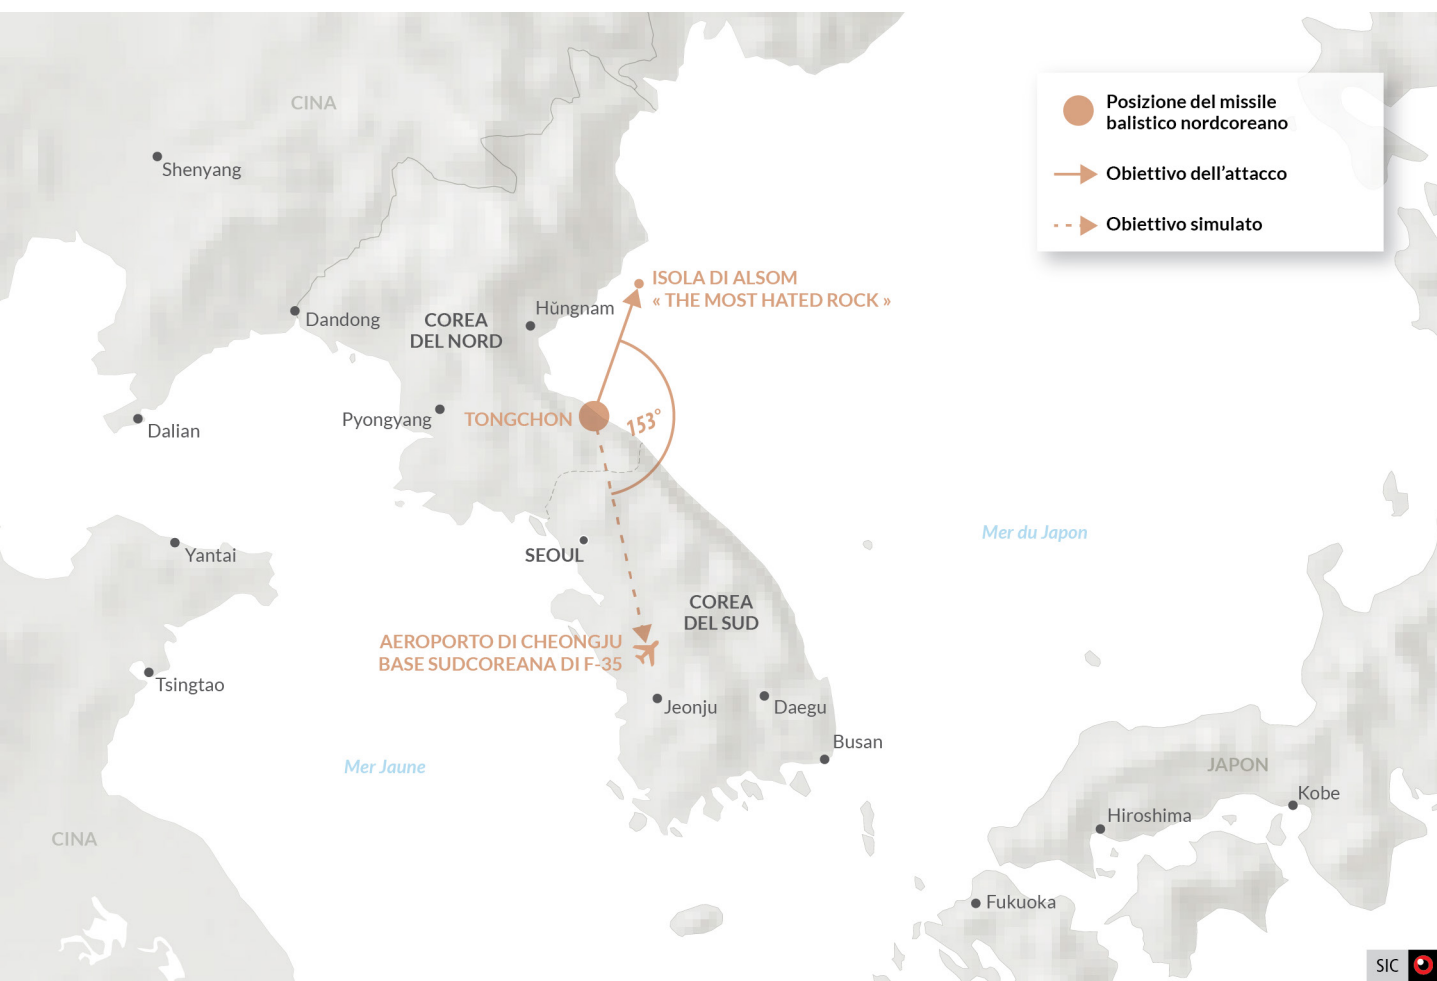 CINA
Posizione del missile
balistico nordcoreano
Shenyang
Obiettivo dell’attacco
Obiettivo simulato
ISOLA DI ALSOM
« THE MOST HATED ROCK »
Hŭngnam
Dandong
COREA
DEL NORD
Pyongyang
TONGCHON
153°
Dalian
Mer du Japon
Yantai
SEOUL
COREA
DEL SUD
AEROPORTO DI CHEONGJU
BASE SUDCOREANA DI F-35
Tsingtao
Jeonju
Daegu
Busan
Mer Jaune
JAPON
Kobe
Hiroshima
CINA
Fukuoka
SIC